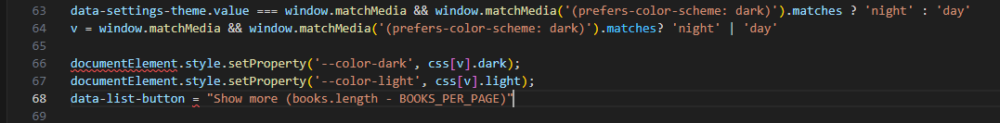 63 data-settings-theme.value === window.matchMedia && window.matchMedia('(prefers-color-scheme: dark)').matches ? 'night' : 'day'
64 v = window.matchMedia && window.matchMedia('(prefers-color-scheme: dark)').matches? 'night' | 'day'
65
66 documentElement.style.setProperty('--color-dark', css[v].dark);
67 documentElement.style.setProperty('--color-light', css[v].light);
68 data-list-button = "Show more (books.length - BOOKS_PER_PAGE)"
69